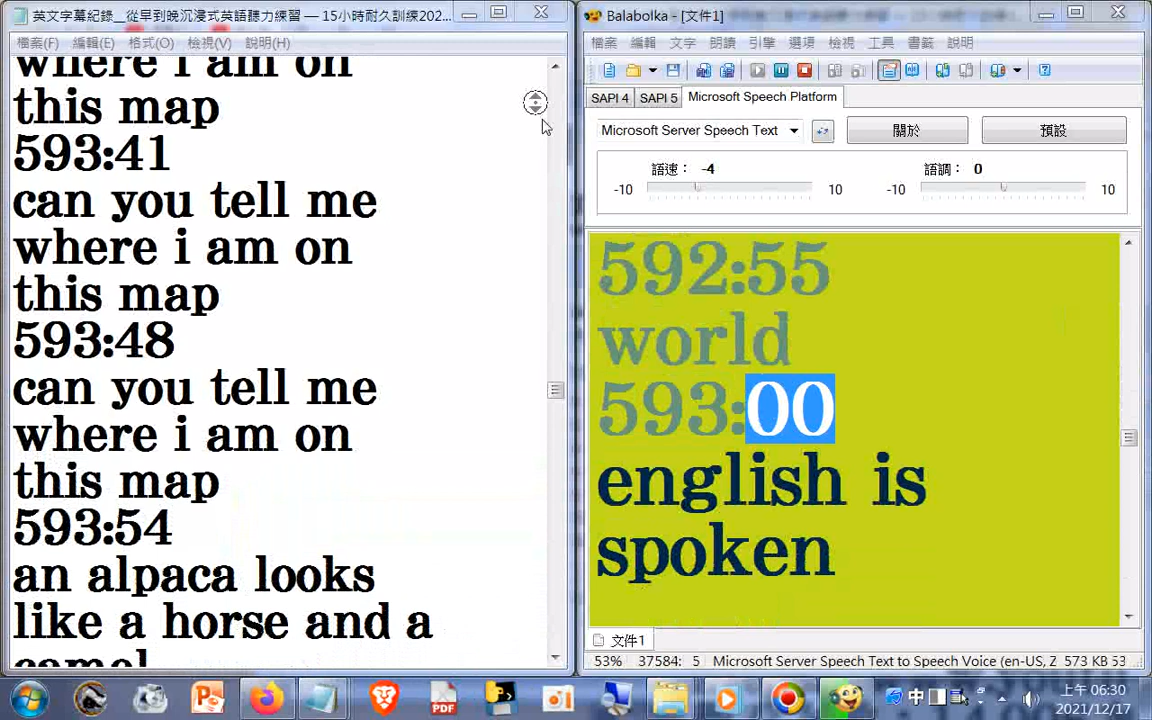 英文字幕紀錄__從早到晚沉浸式英語聽力練習 — 15小時耐久訓練202...
檔案(F) 編輯(E) 格式(O) 檢視(V) 說明(H)
where i am on
this map
593:41
can you tell me
where i am on
this map
593:48
can you tell me
where i am on
this map
593:54
an alpaca looks
like a horse and a
camel
Balabolka - [文件1]
檔案 編輯 文字 朗讀 引擎 選項 檢視 工具 書籤 說明
SAPI 4 SAPI 5 Microsoft Speech Platform
Microsoft Server Speech Text 關於 預設
語速： -4 語調： 0
-10 10 -10 10
592:55
world
593:00
english is
spoken
文件1
53% 37584: 5 Microsoft Server Speech Text to Speech Voice (en-US, Z 573 KB 53
PDF
中
上午 06:30
2021/12/17